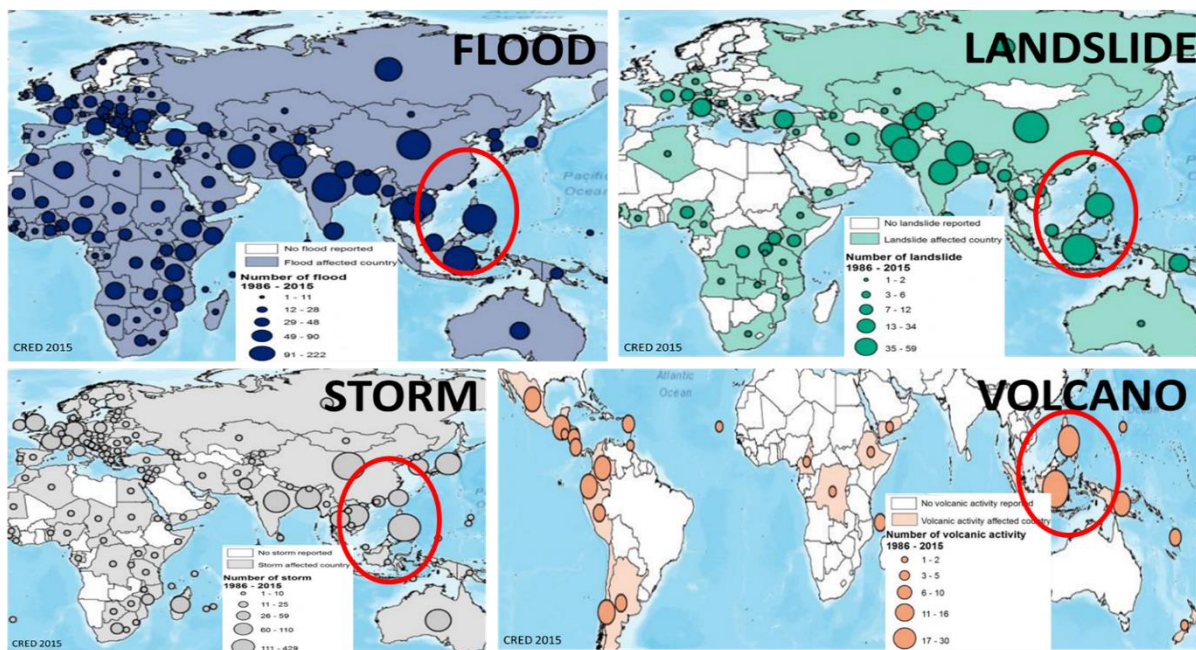 FLOOD
Pacific
Ocean
No flood reported
Flood affected country
Number of flood
1986 - 2015
1 - 11
12 - 28
29 - 48
49 - 90
91 - 222
CRED 2015
LANDSLIDE
No landslide reported
Landslide affected country
Number of landslide
1986 - 2015
1 - 2
3 - 6
7 - 12
13 - 34
35 - 59
CRED 2015
STORM
No storm reported
Storm affected country
Number of storm
1986 - 2015
1 - 10
11 - 25
26 - 59
60 - 110
111 - 429
CRED 2015
Atlantic
Ocean
VOLCANO
No volcanic activity reported
Volcanic activity affected country
Number of volcanic activity
1986 - 2015
1 - 2
3 - 5
6 - 10
11 - 16
17 - 30
CRED 2015